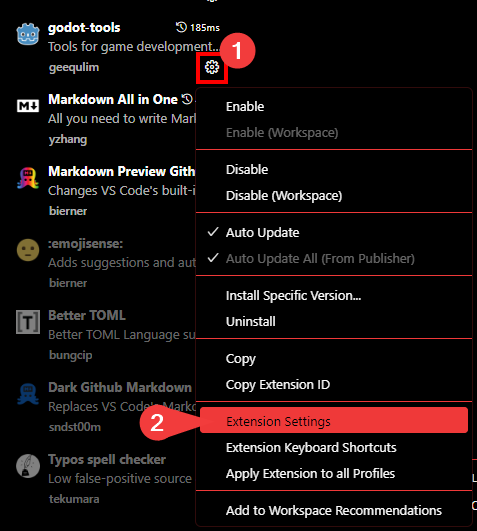 godot-tools 185ms
Tools for game development...
geequlim
1
Markdown All in One
All you need to write Mar
yzhang
Markdown Preview Gith
Changes VS Code's built-i
bierner
:emojisense:
Adds suggestions and aut
bierner
Better TOML
Better TOML Language su
bungcip
Dark Github Markdown
Replaces VS Code's Markd
sndst00m
Typos spell checker
Low false-positive source
tekumara
Enable
Enable (Workspace)
Disable
Disable (Workspace)
Auto Update
Auto Update All (From Publisher)
Install Specific Version...
Uninstall
Copy
Copy Extension ID
2
Extension Settings
Extension Keyboard Shortcuts
Apply Extension to all Profiles
Add to Workspace Recommendations